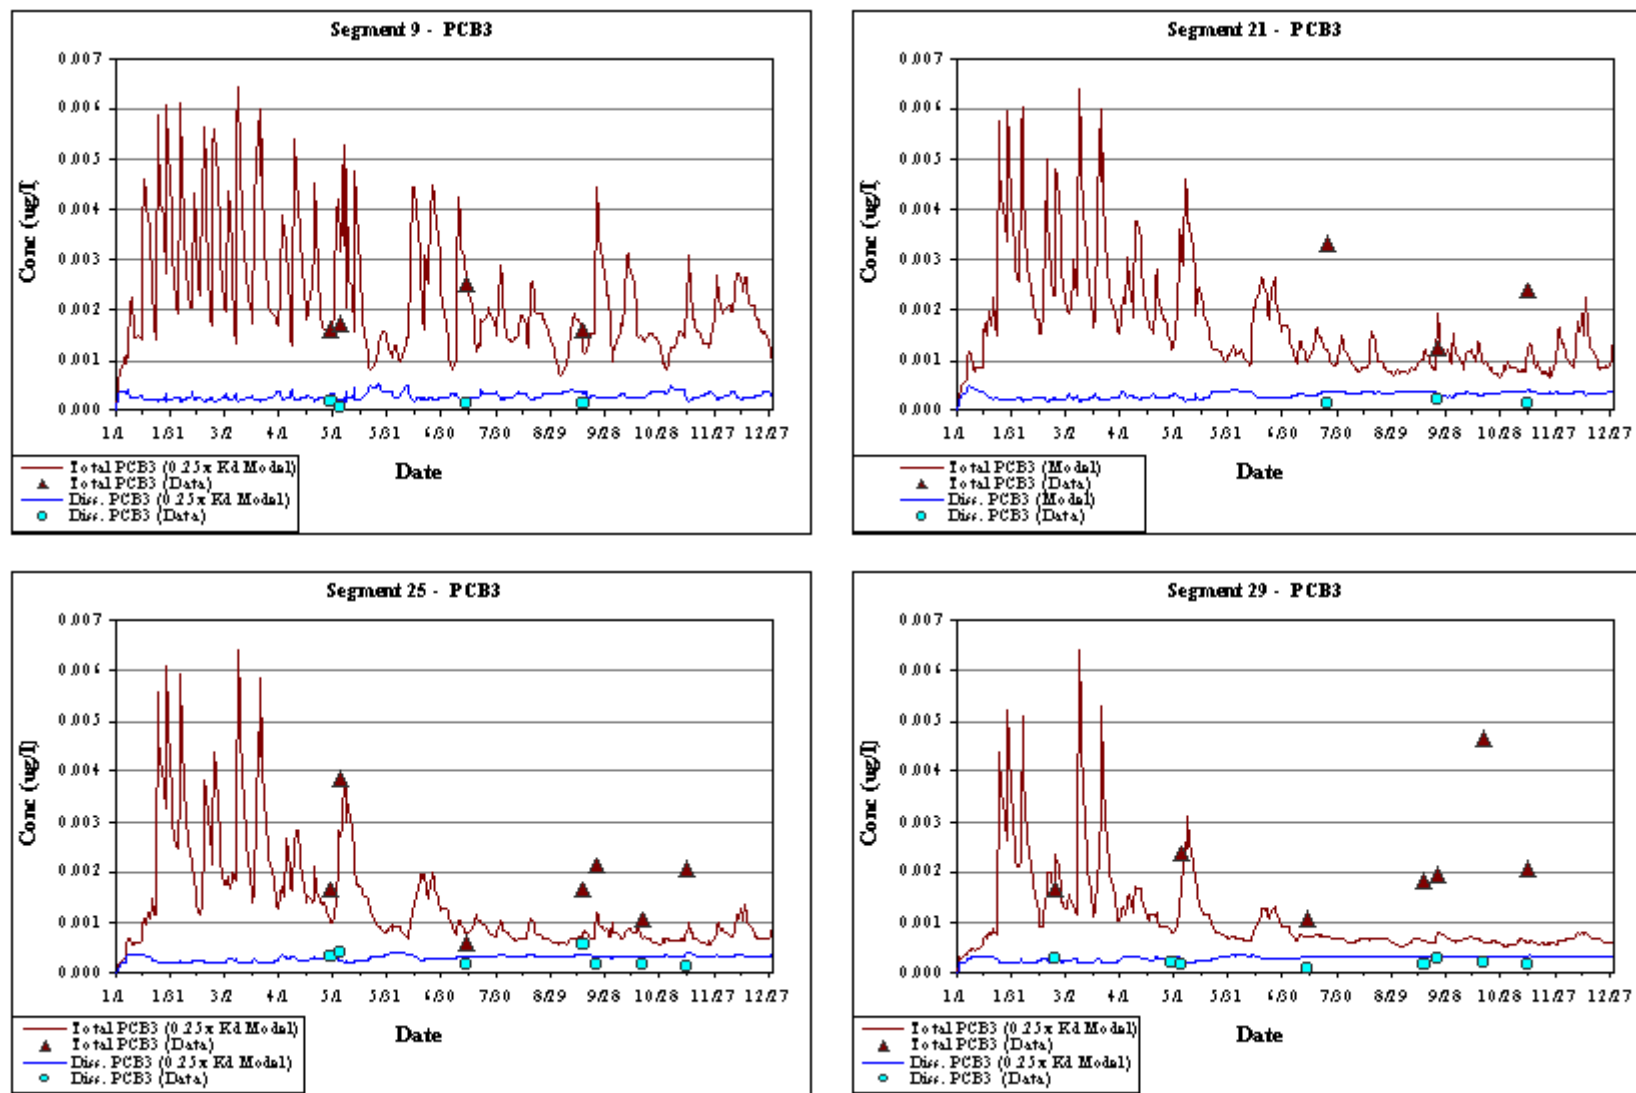 Segment 9 - PCB3
0.007
0.006
0.005
0.004
0.003
0.002
0.001
0.000
Conc (ug/L)
1/1 1/31 3/2 4/1 5/1 5/31 6/30 7/30 8/29 9/28 10/28 11/27 12/27
Date
Total PCB3 (0.25 x Kd Model)
Total PCB3 (Data)
Diss. PCB3 (0.25 x Kd Model)
Diss. PCB3 (Data)
Segment 21 - PCB3
0.007
0.006
0.005
0.004
0.003
0.002
0.001
0.000
Conc (ug/L)
1/1 1/31 3/2 4/1 5/1 5/31 6/30 7/30 8/29 9/28 10/28 11/27 12/27
Date
Total PCB3 (Model)
Total PCB3 (Data)
Diss. PCB3 (Model)
Diss. PCB3 (Data)
Segment 25 - PCB3
0.007
0.006
0.005
0.004
0.003
0.002
0.001
0.000
Conc (ug/L)
1/1 1/31 3/2 4/1 5/1 5/31 6/30 7/30 8/29 9/28 10/28 11/27 12/27
Date
Total PCB3 (0.25 x Kd Model)
Total PCB3 (Data)
Diss. PCB3 (0.25 x Kd Model)
Diss. PCB3 (Data)
Segment 29 - PCB3
0.007
0.006
0.005
0.004
0.003
0.002
0.001
0.000
Conc (ug/L)
1/1 1/31 3/2 4/1 5/1 5/31 6/30 7/30 8/29 9/28 10/28 11/27 12/27
Date
Total PCB3 (0.25 x Kd Model)
Total PCB3 (Data)
Diss. PCB3 (0.25 x Kd Model)
Diss. PCB3 (Data)